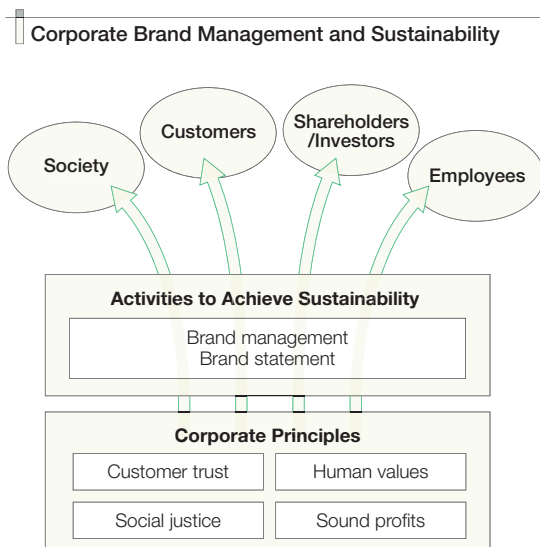 Corporate Brand Management and Sustainability
Society
Customers
Shareholders
/Investors
Employees
Activities to Achieve Sustainability
Brand management
Brand statement
Corporate Principles
Customer trust
Human values
Social justice
Sound profits